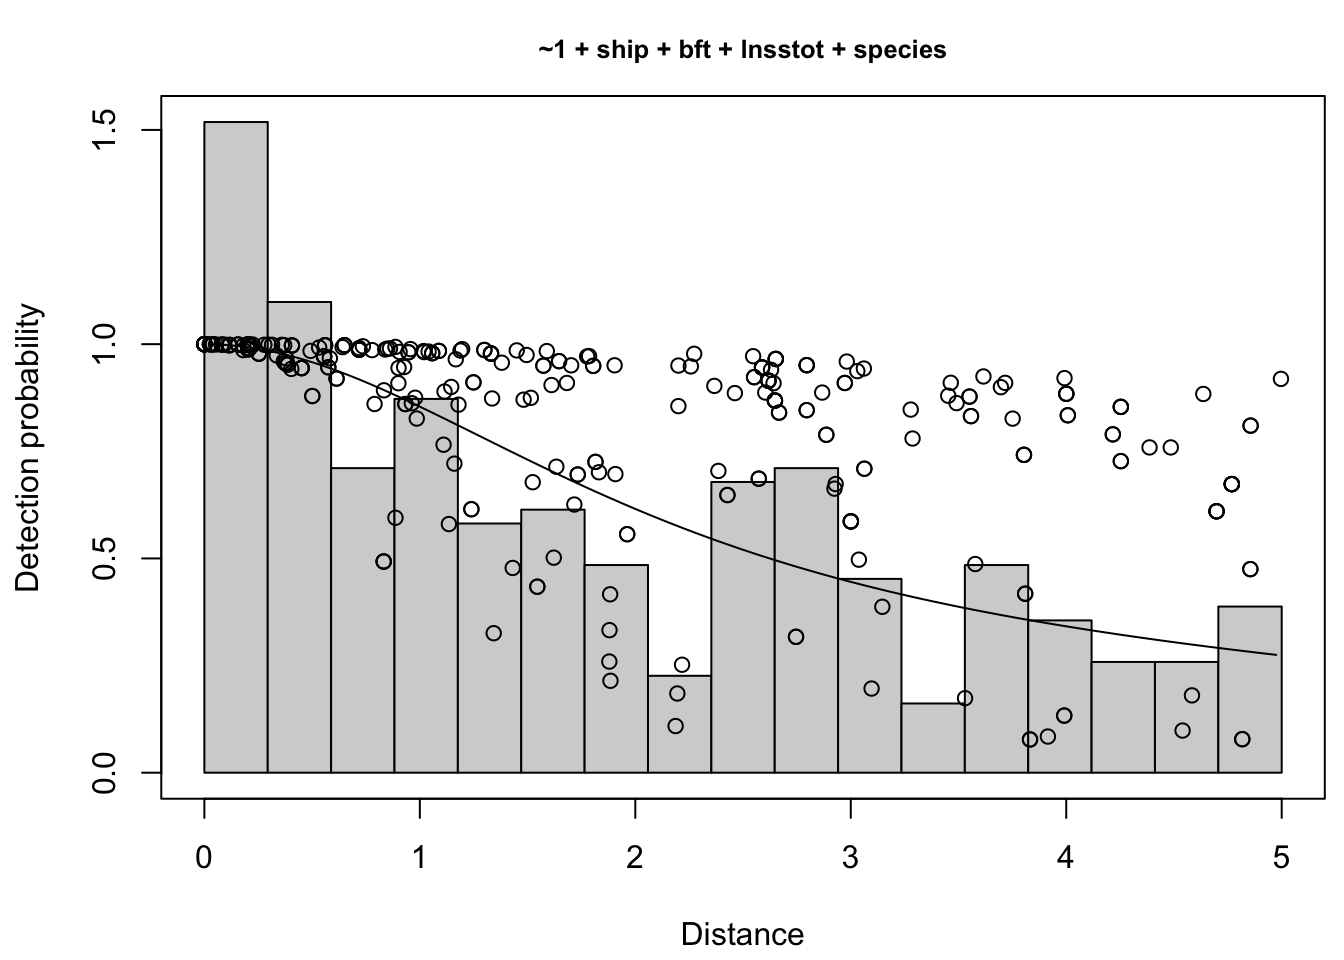 ~1 + ship + bft + lnsstot + species
Detection probability
1.5
1.0
0.5
0.0
0 1 2 3 4 5
Distance